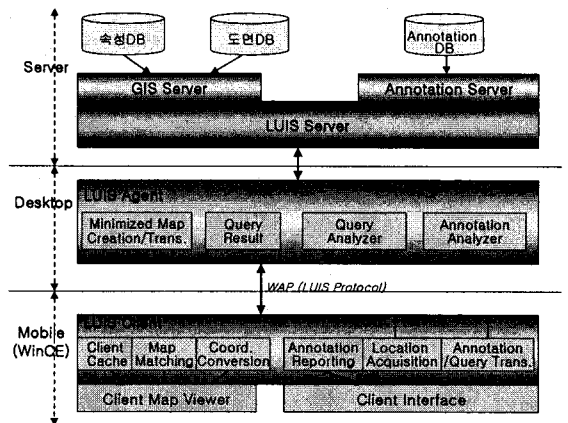 속성DB
도면DB
Annotation
DB
Server
GIS Server
Annotation Server
LUIS Server
LUIS Agent
Desktop
Minimized Map
Creation/Trans.
Query
Result
Query
Analyzer
Annotation
Analyzer
WAP (LUIS Protocol)
Mobile
(WinCE)
LUIS Client
Client
Cache
Map
Matching
Coord.
Conversion
Annotation
Reporting
Location
Acquisition
Annotation
/Query Trans.
Client Map Viewer
Client Interface